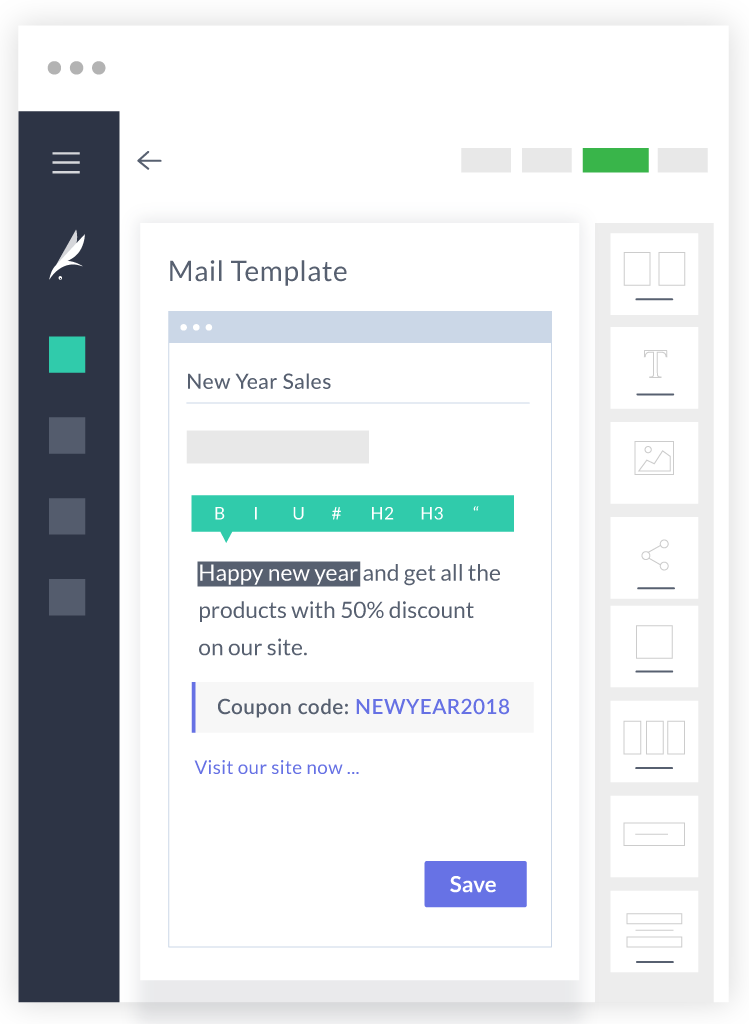 Mail Template
New Year Sales
B I U # H2 H3 “
Happy new year and get all the
products with 50% discount
on our site.
Coupon code: NEWYEAR2018
Visit our site now ...
Save
T